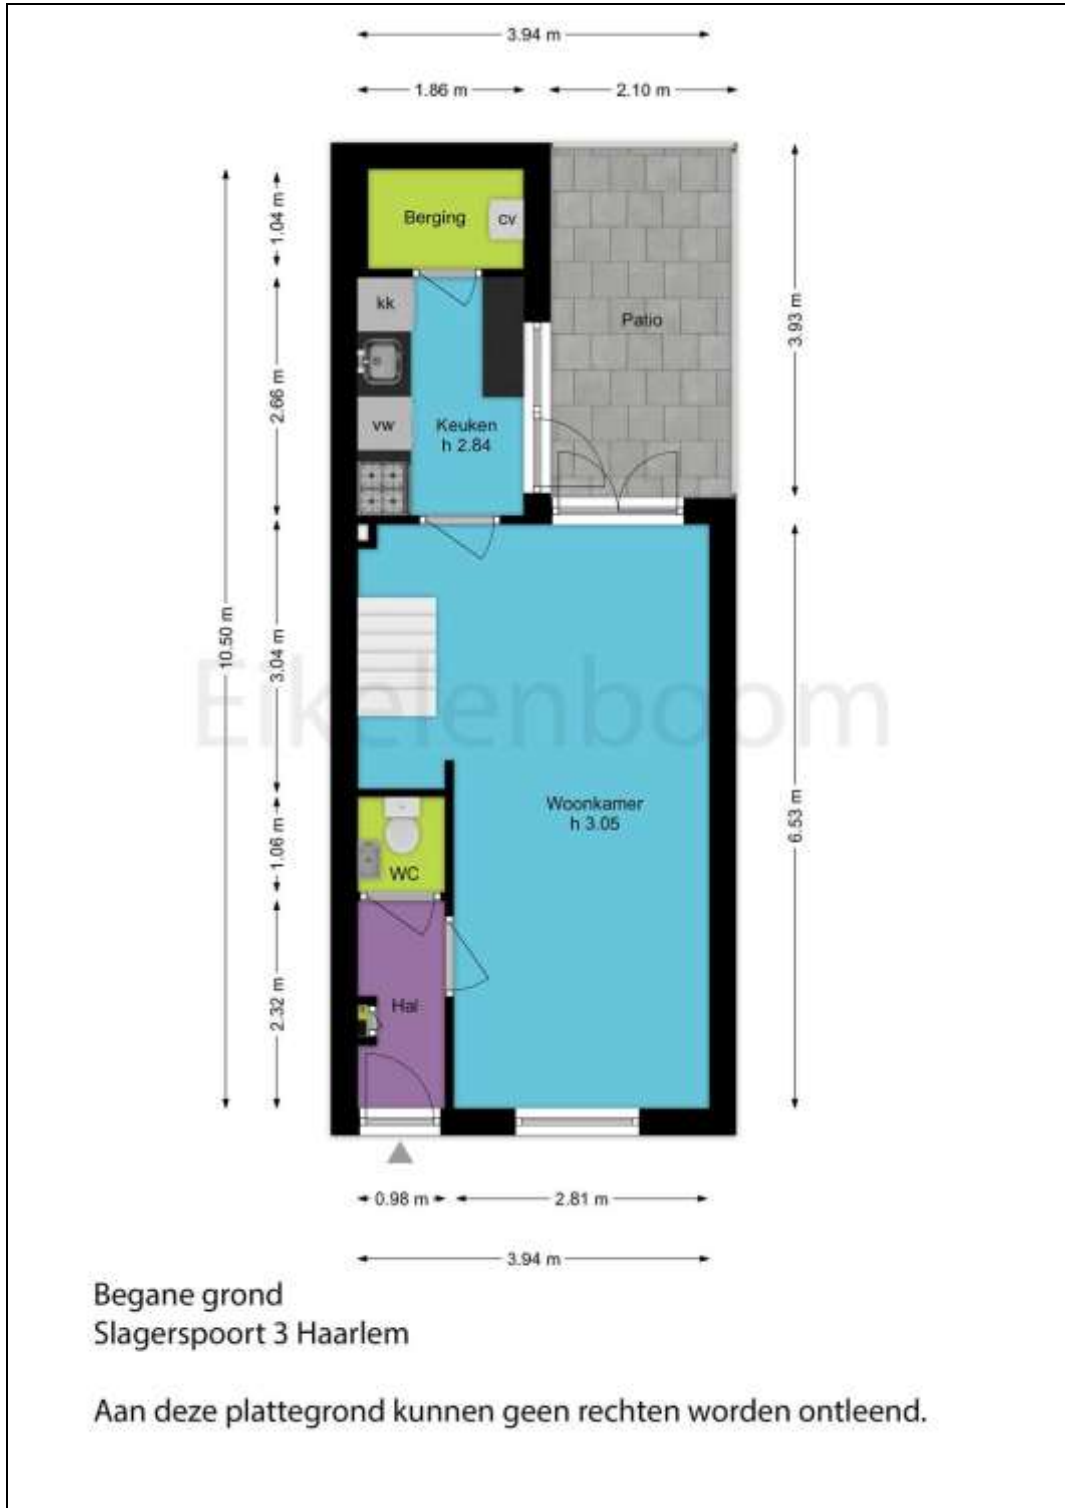 3.94 m
1.86 m
2.10 m
1.04 m
Berging
cv
kk
Patio
3.93 m
2.66 m
vw
Keuken
h 2.84
10.50 m
3.04 m
Eikelenboom
Woonkamer
h 3.05
6.53 m
1.06 m
WC
2.32 m
Hal
0.98 m
2.81 m
3.94 m
Begane grond
Slagerspoort 3 Haarlem
Aan deze plattegrond kunnen geen rechten worden ontleend.